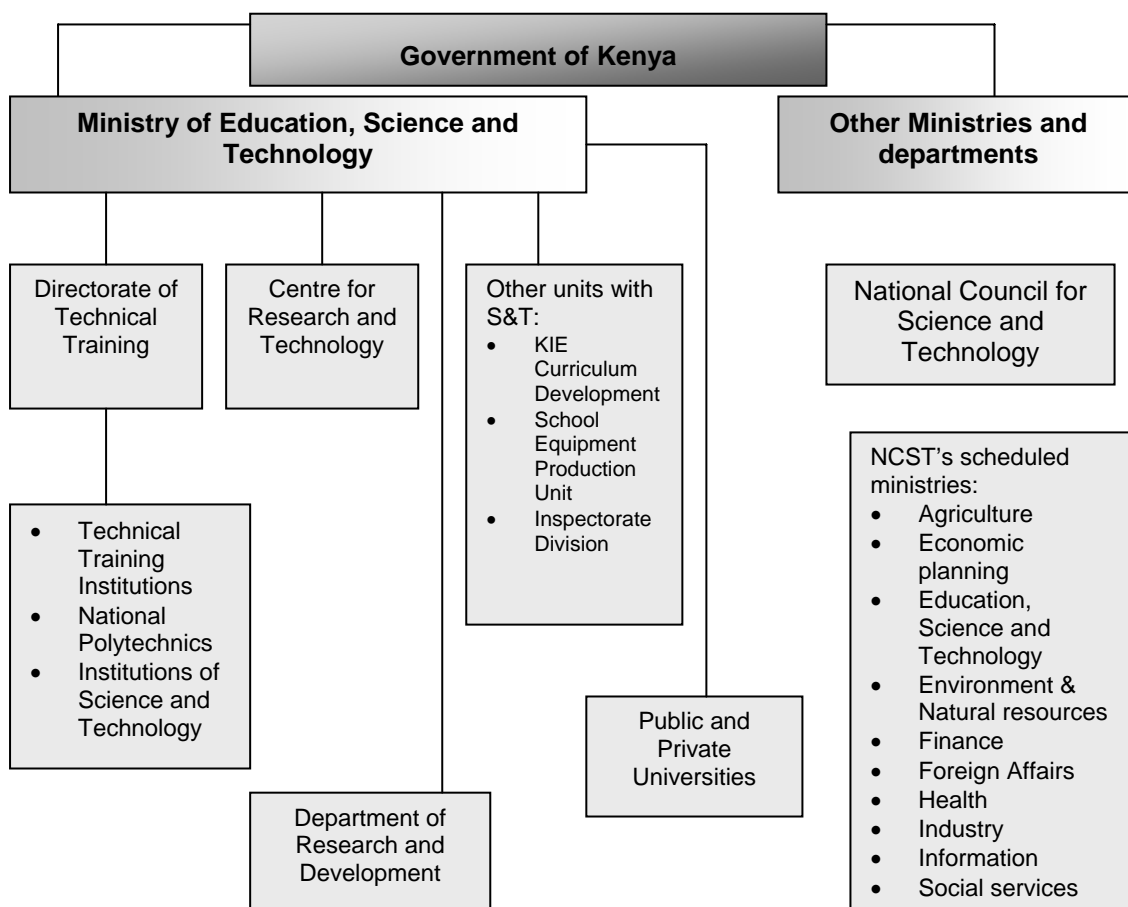 Government of Kenya
Ministry of Education, Science and
Technology
Other Ministries and
departments
Directorate of
Technical
Training
Centre for
Research and
Technology
Other units with
S&T:
• KIE
Curriculum
Development
• School
Equipment
Production
Unit
• Inspectorate
Division
National Council for
Science and
Technology
• Technical
Training
Institutions
• National
Polytechnics
• Institutions of
Science and
Technology
Department of
Research and
Development
Public and
Private
Universities
NCST’s scheduled
ministries:
• Agriculture
• Economic
planning
• Education,
Science and
Technology
• Environment &
Natural resources
• Finance
• Foreign Affairs
• Health
• Industry
• Information
• Social services